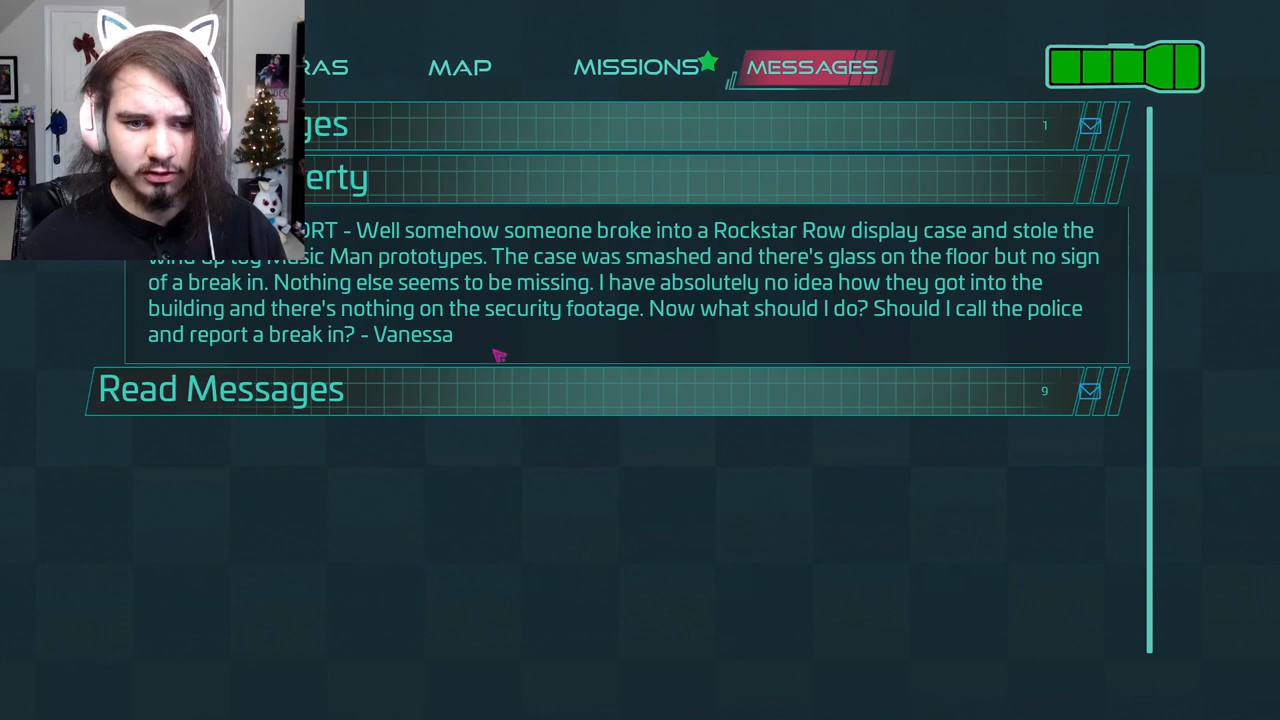 RAS MAP MISSIONS MESSAGES
ges 1
erty
ORT - Well somehow someone broke into a Rockstar Row display case and stole the
Music Man prototypes. The case was smashed and there's glass on the floor but no sign
of a break in. Nothing else seems to be missing. I have absolutely no idea how they got into the
building and there's nothing on the security footage. Now what should I do? Should I call the police
and report a break in? - Vanessa
Read Messages 9